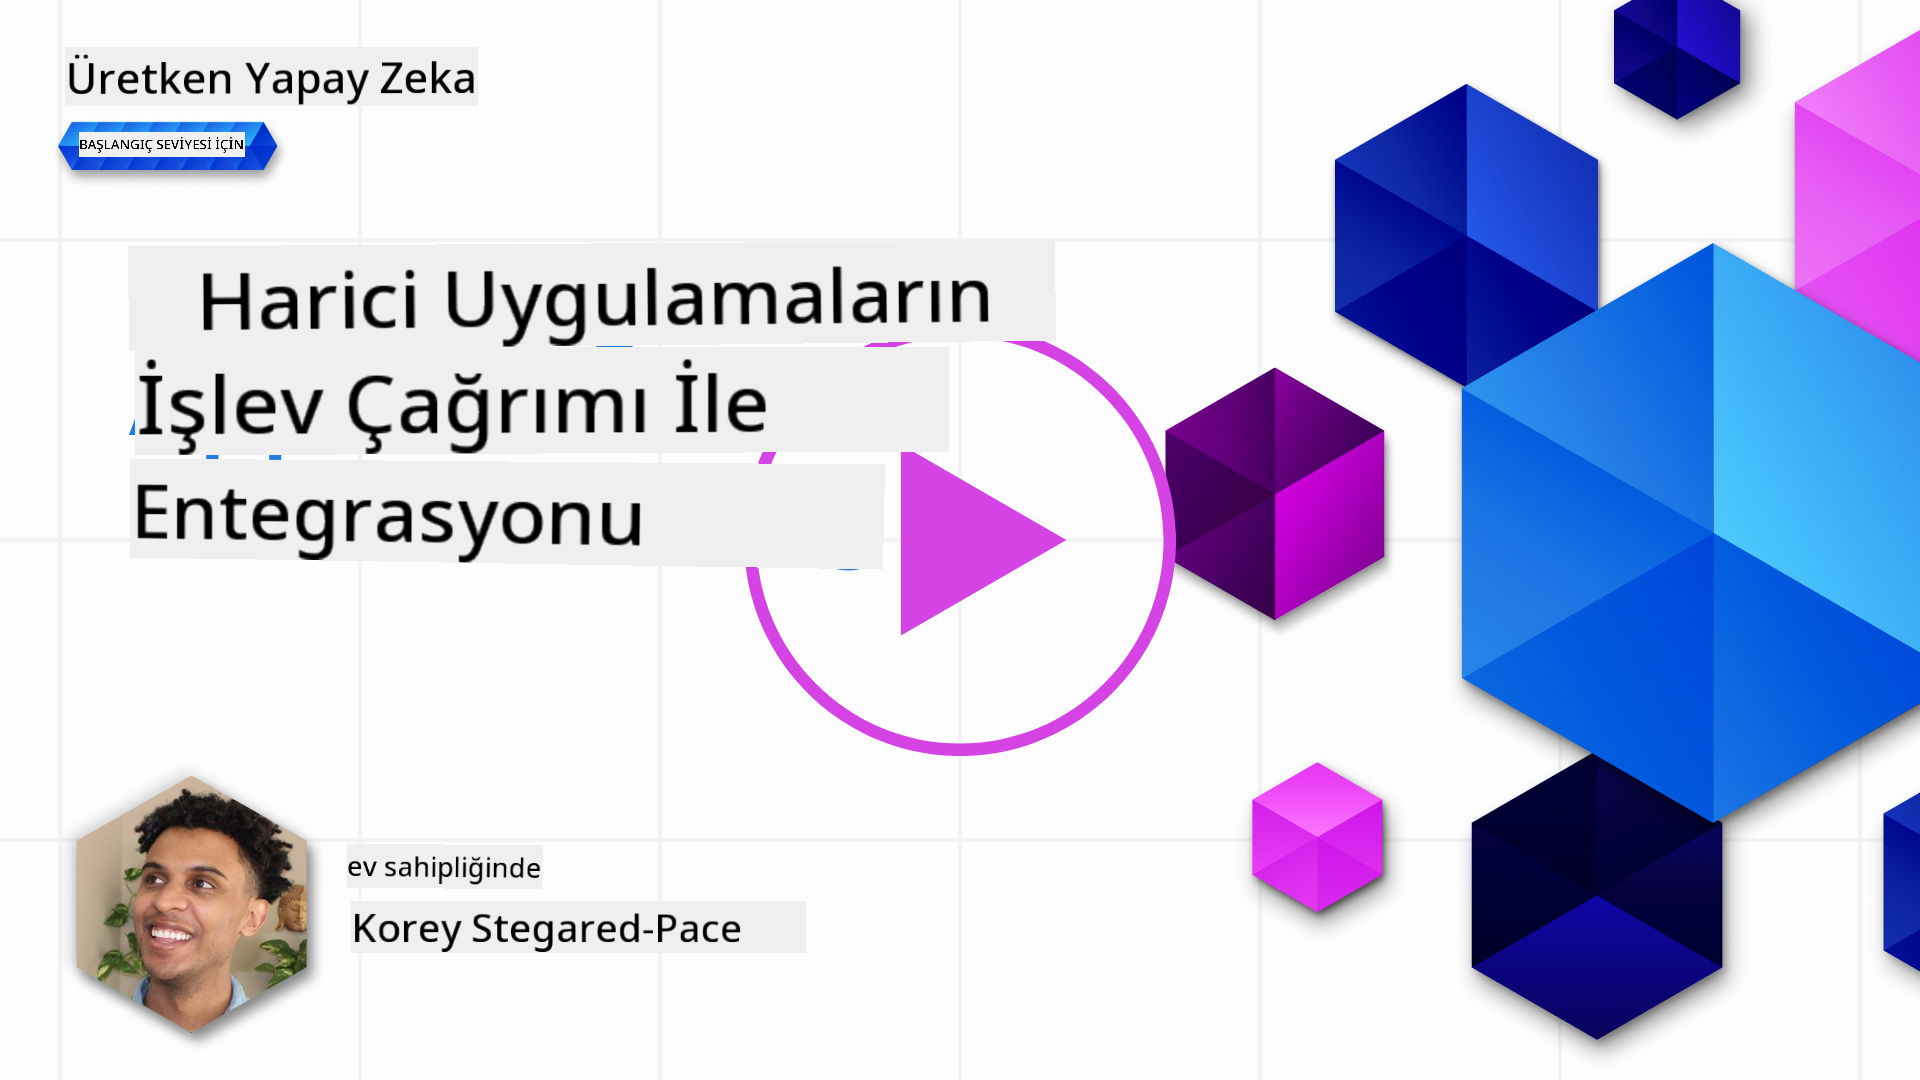 Üretken Yapay Zeka
BAŞLANGIÇ SEVİYESİ İÇİN
Harici Uygulamaların
İşlev Çağrımı İle
Entegrasyonu
ev sahipliğinde
Korey Stegared-Pace